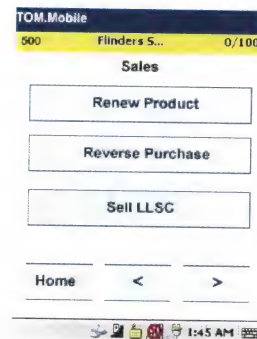 TOM.Mobile
500 Flinders S... 0/100
Sales
Renew Product
Reverse Purchase
Sell LLSC
Home < >
1:45 AM